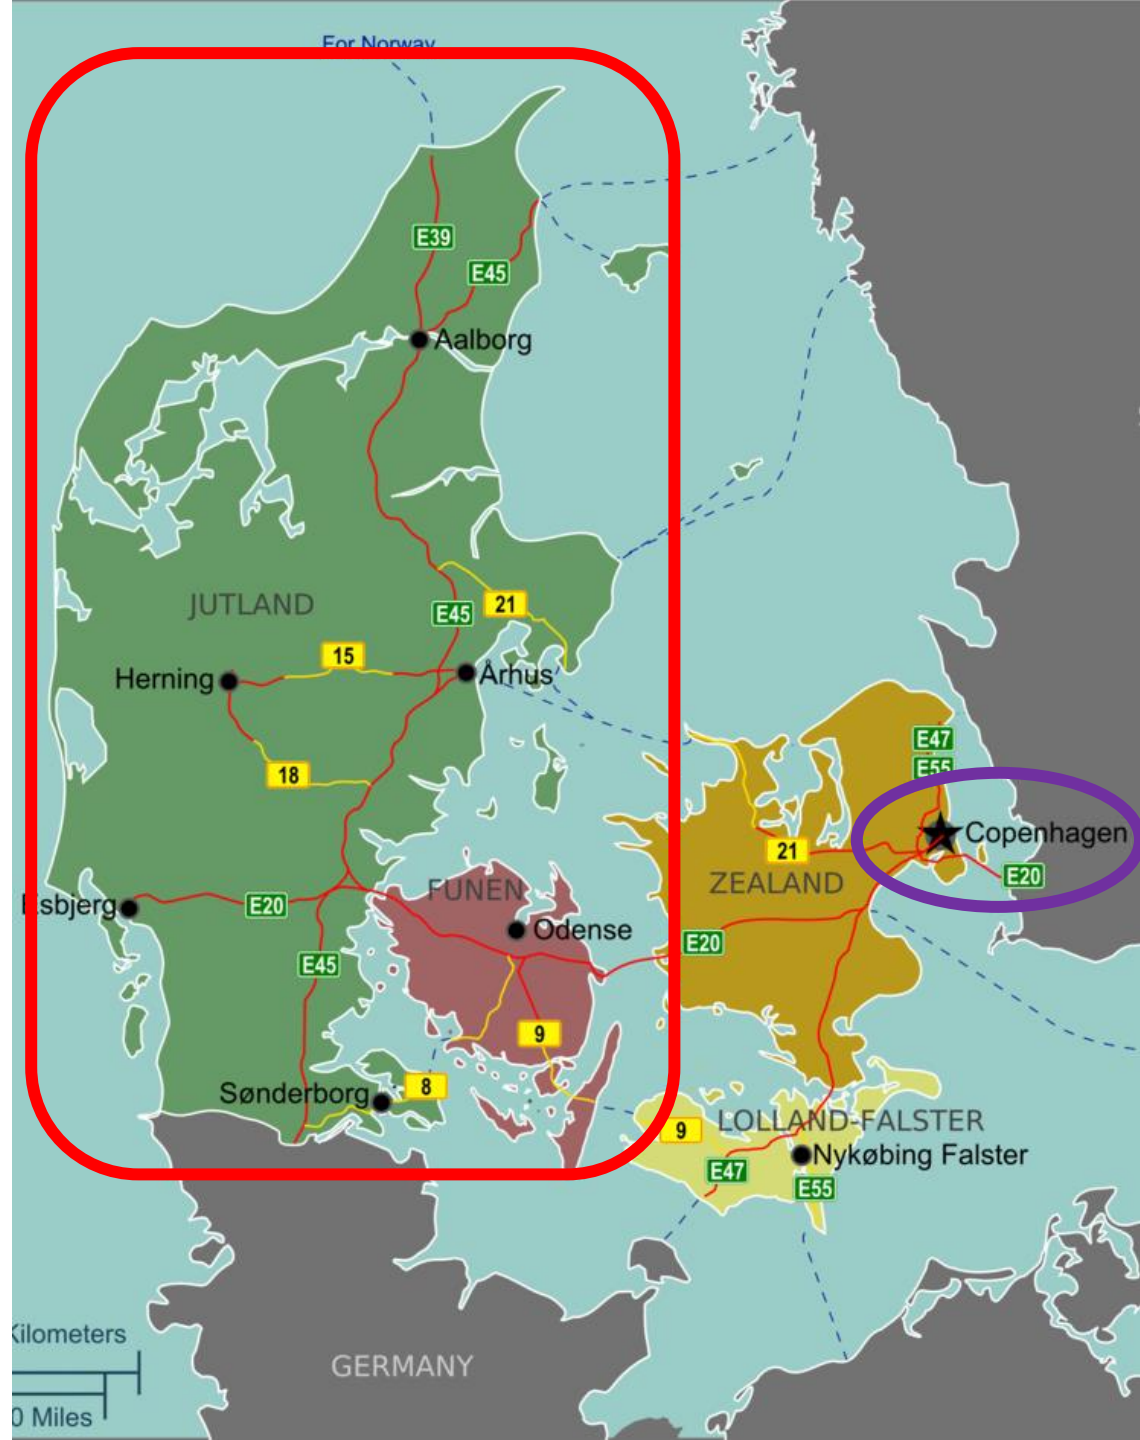 For Norway
E39
E45
Aalborg
JUTLAND
E45
21
15
Herning
Århus
18
E47
E55
Copenhagen
21
E20
FUNEN
ZEALAND
Esbjerg
E20
Odense
E20
E45
9
Sønderborg
8
9
LOLLAND-FALSTER
Nykøbing Falster
E47
E55
Kilometers
GERMANY
0 Miles